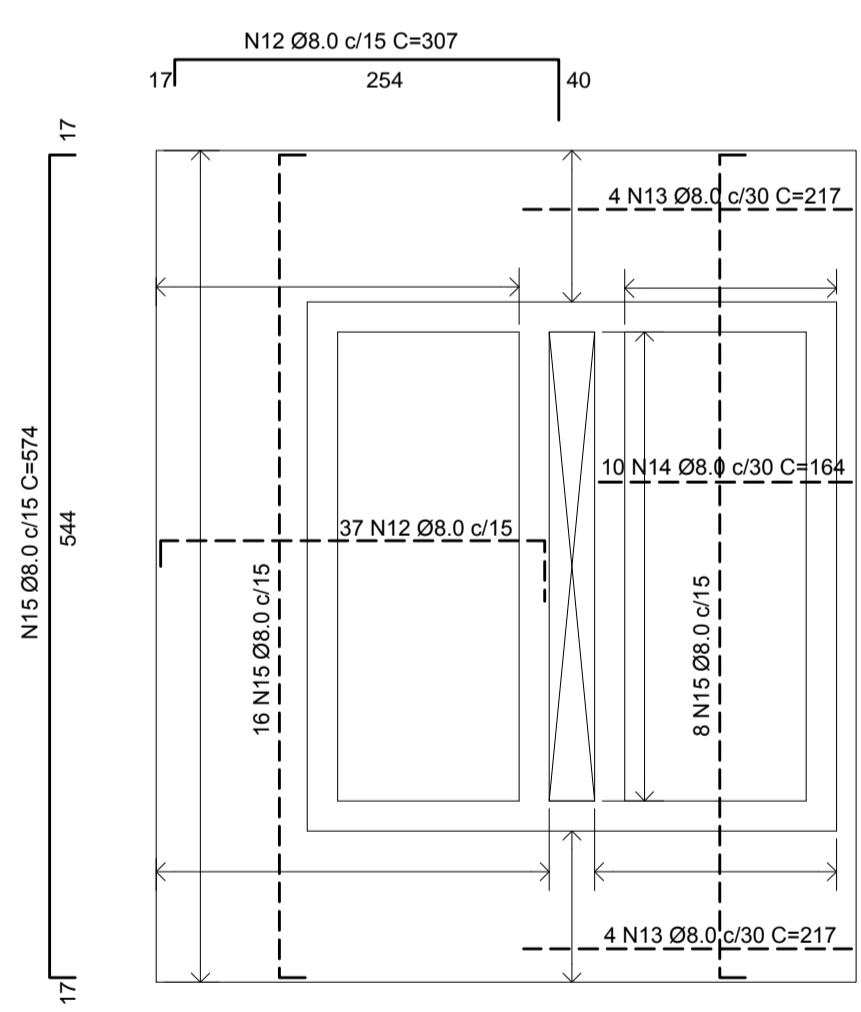 N12 Ø8.0 c/15 C=307
17
254
40
17
4 N13 Ø8.0 c/30 C=217
N15 Ø8.0 c/15 C=574
544
10 N14 Ø8.0 c/30 C=164
37 N12 Ø8.0 c/15
16 N15 Ø8.0 c/15
8 N15 Ø8.0 c/15
4 N13 Ø8.0 c/30 C=217
17